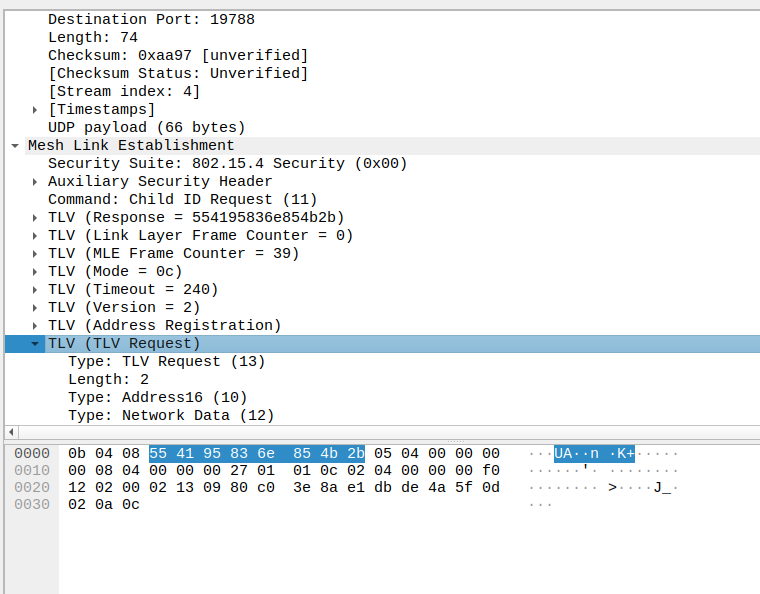 Destination Port: 19788
Length: 74
Checksum: 0xaa97 [unverified]
[Checksum Status: Unverified]
[Stream index: 4]
[Timestamps]
UDP payload (66 bytes)
Mesh Link Establishment
Security Suite: 802.15.4 Security (0x00)
Auxiliary Security Header
Command: Child ID Request (11)
TLV (Response = 554195836e854b2b)
TLV (Link Layer Frame Counter = 0)
TLV (MLE Frame Counter = 39)
TLV (Mode = 0c)
TLV (Timeout = 240)
TLV (Version = 2)
TLV (Address Registration)
TLV (TLV Request)
Type: TLV Request (13)
Length: 2
Type: Address16 (10)
Type: Network Data (12)
0000 0b 04 08 55 41 95 83 6e 85 4b 2b 05 04 00 00 00 ···UA··n ·K+·····
0010 00 08 04 00 00 00 27 01 01 0c 02 04 00 00 00 f0 ······'· ········
0020 12 02 00 02 13 09 80 c0 3e 8a e1 db de 4a 5f 0d ········ >····J_·
0030 02 0a 0c ···